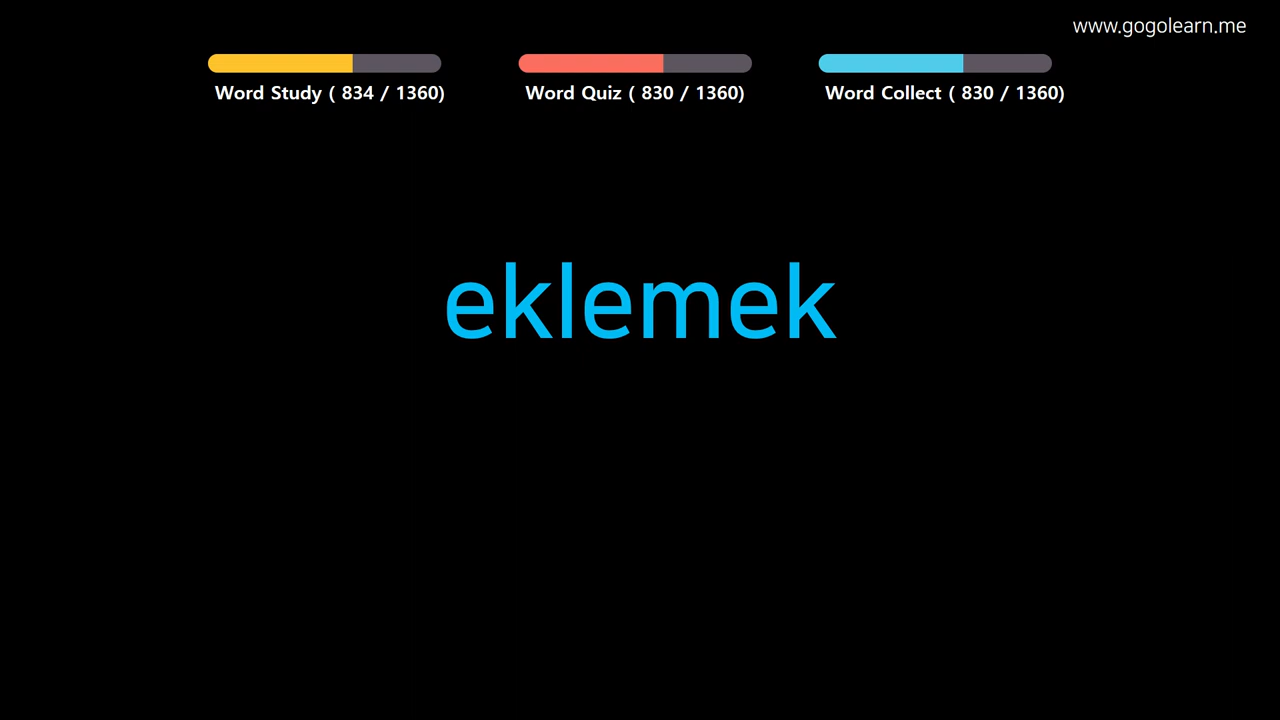 www.gogolearn.me
Word Study ( 834 / 1360)
Word Quiz ( 830 / 1360)
Word Collect ( 830 / 1360)
eklemek